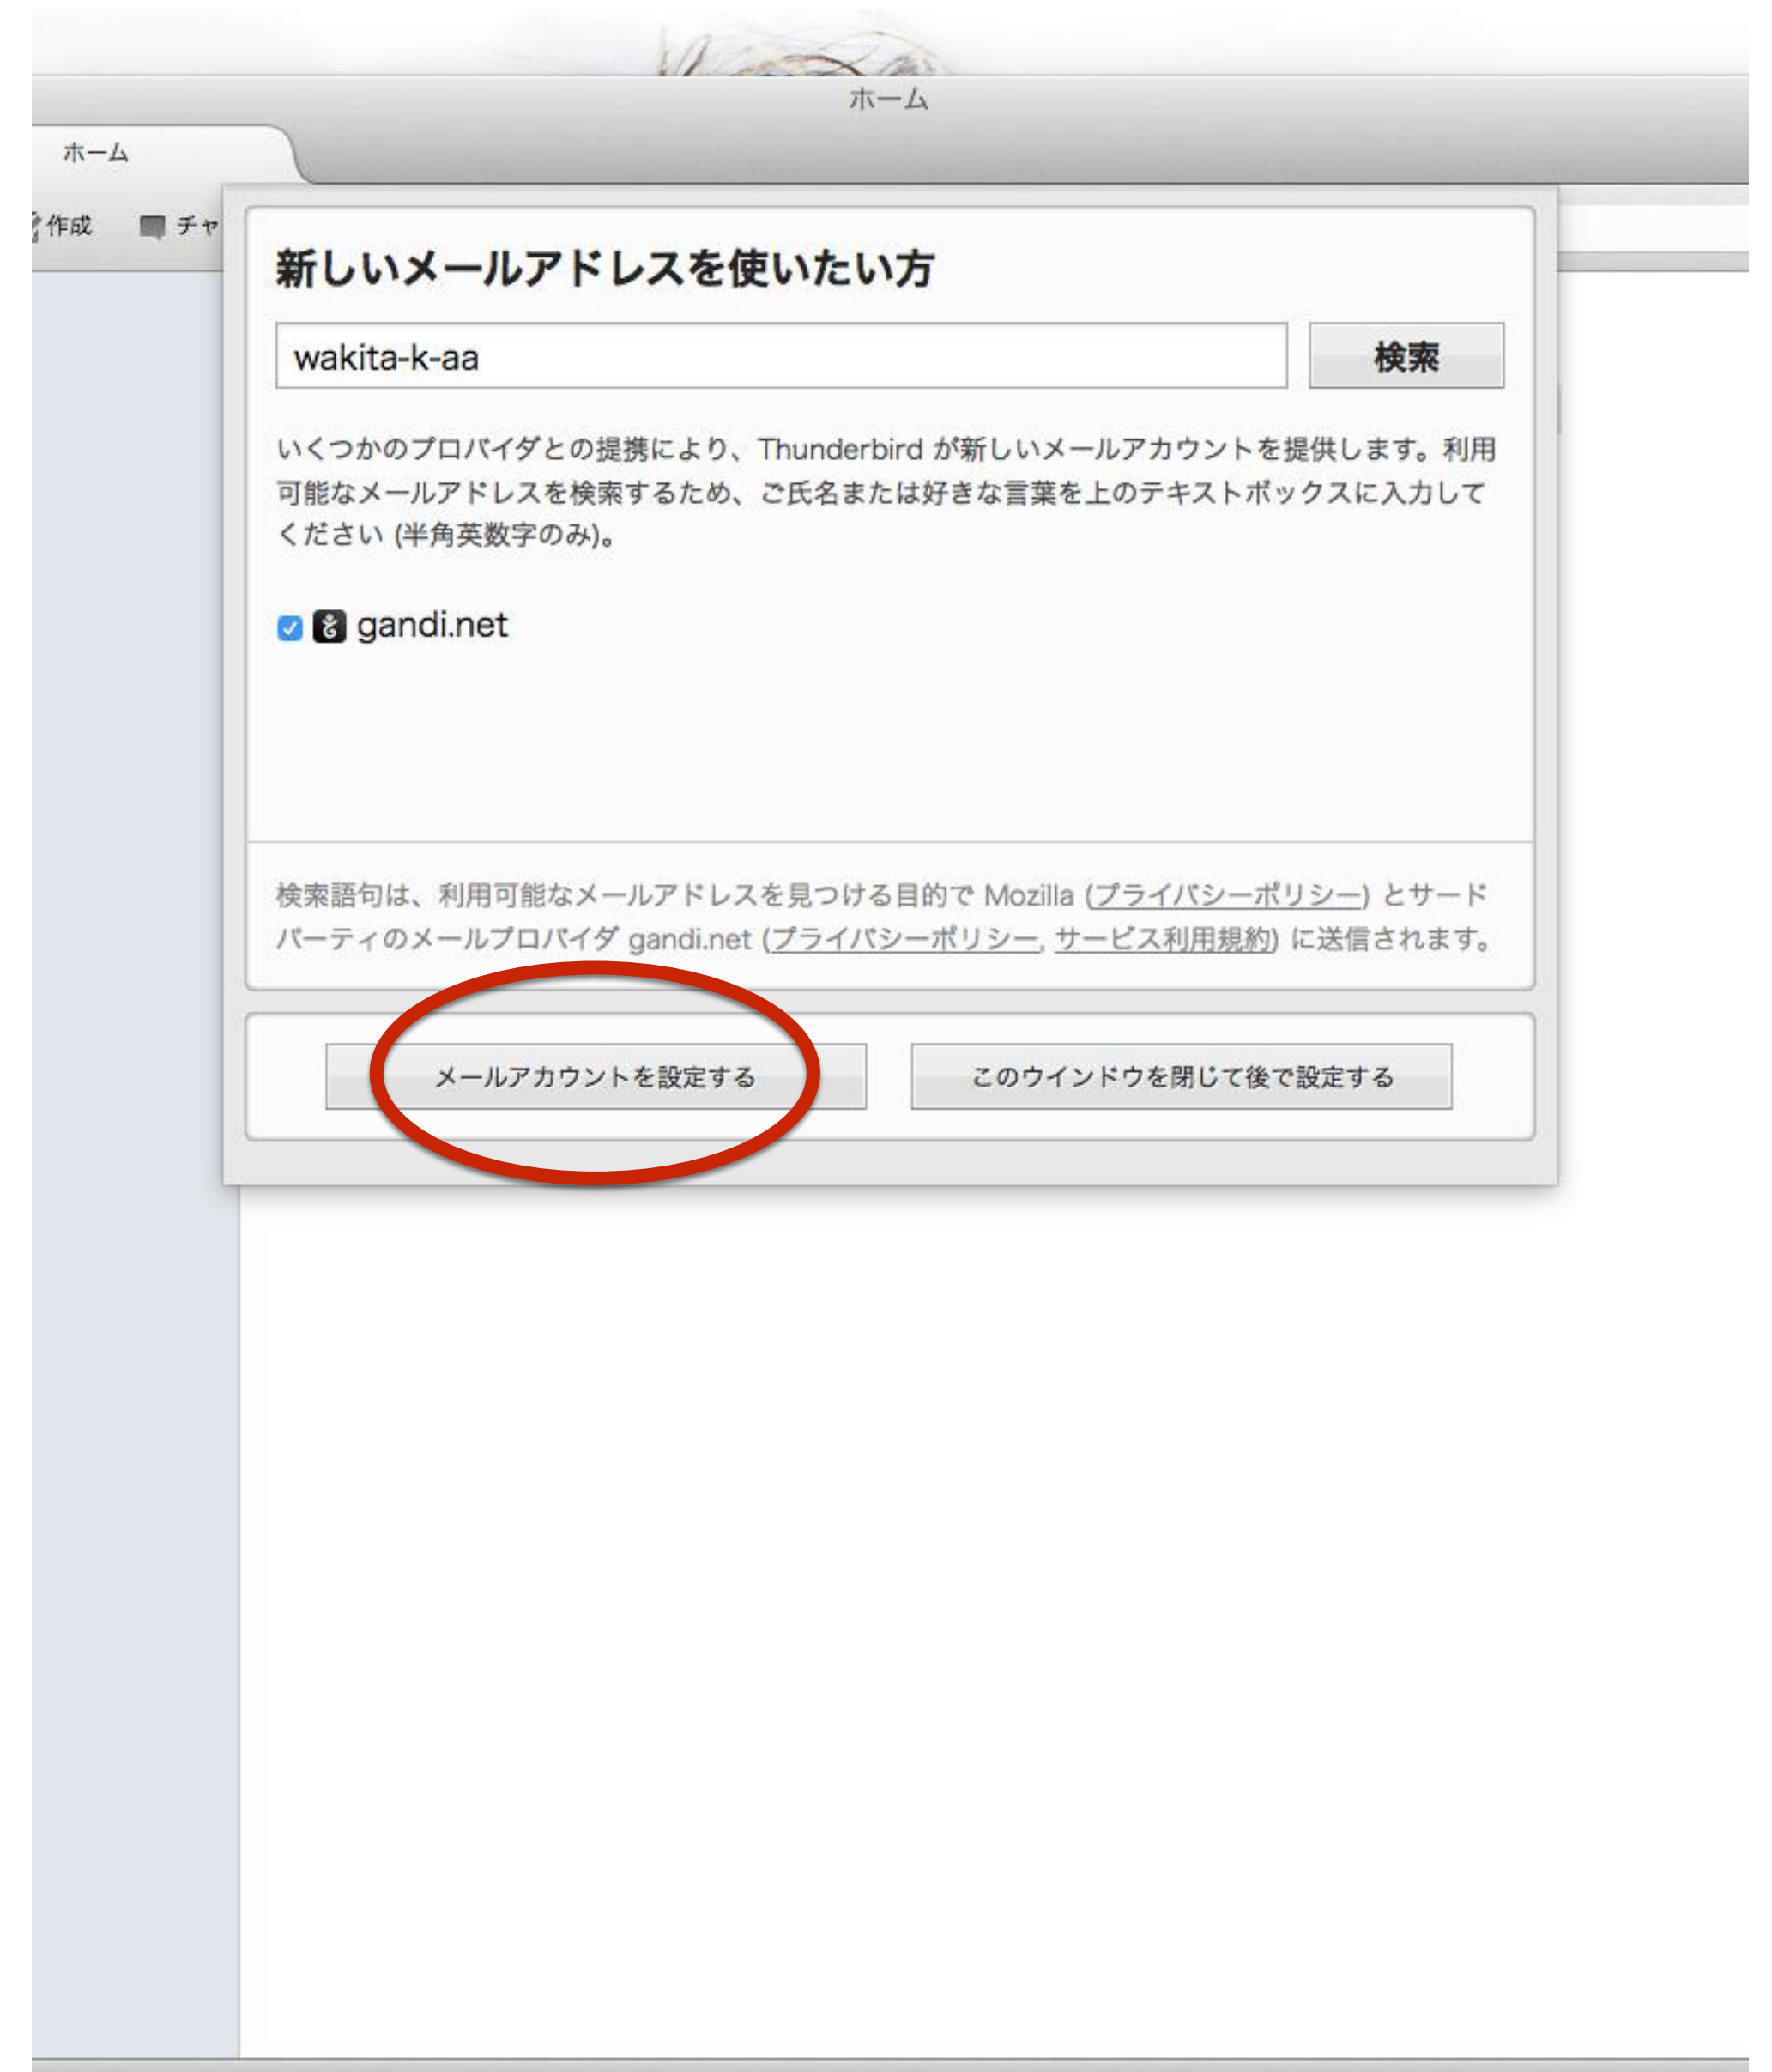 ホーム
ホーム
作成 チャ
新しいメールアドレスを使いたい方
wakita-k-aa 検索
いくつかのプロバイダとの提携により、Thunderbird が新しいメールアカウントを提供します。利用
可能なメールアドレスを検索するため、ご氏名または好きな言葉を上のテキストボックスに入力して
ください (半角英数字のみ)。
gandi.net
検索語句は、利用可能なメールアドレスを見つける目的で Mozilla (プライバシーポリシー) とサード
パーティのメールプロバイダ gandi.net (プライバシーポリシー, サービス利用規約) に送信されます。
メールアカウントを設定する このウインドウを閉じて後で設定する